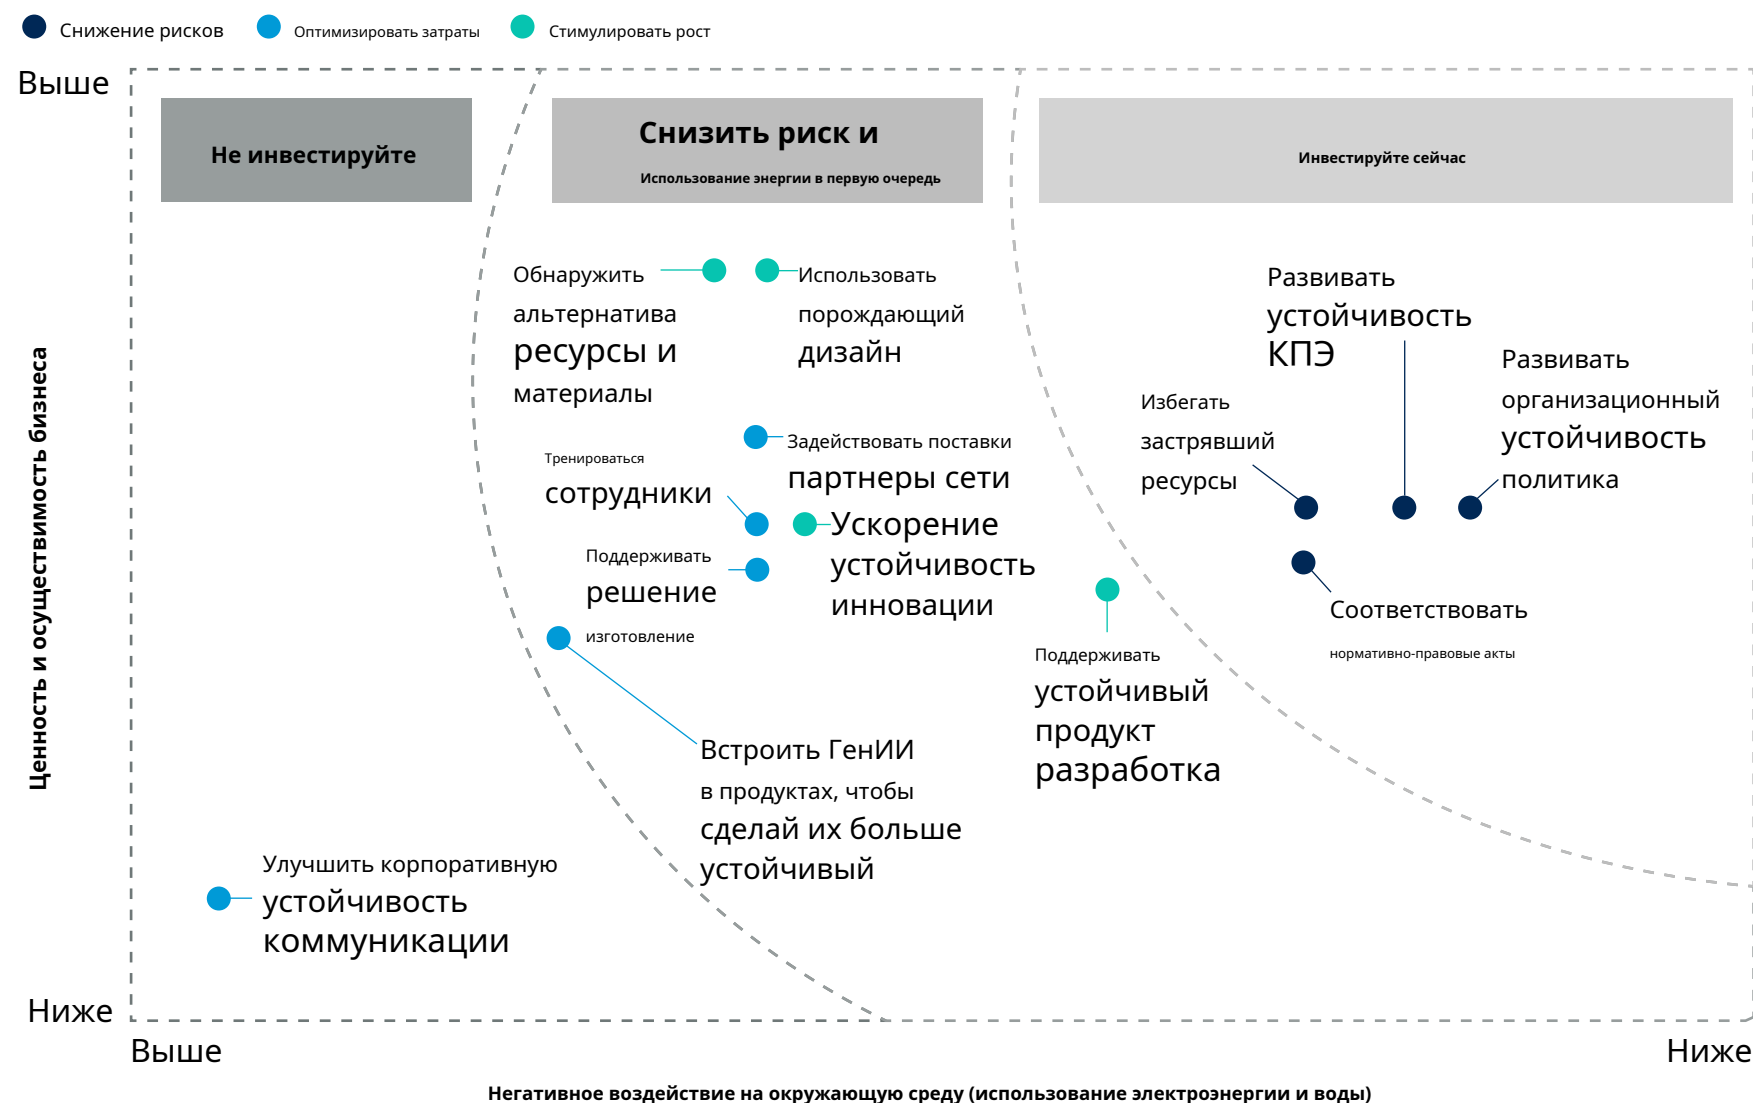 Снижение рисков
Оптимизировать затраты
Стимулировать рост
Выше
Не инвестируйте
Снизить риск и
Использование энергии в первую очередь
Инвестируйте сейчас
Ценность и осуществимость бизнеса
Обнаружить
альтернатива
ресурсы и
материалы
Использовать
порождающий
дизайн
Задействовать поставки
партнеры сети
Тренироваться
сотрудники
Ускорение
устойчивость
инновации
Поддерживать
решение
изготовление
Встроить ГенИИ
в продуктах, чтобы
сделай их больше
устойчивый
Развивать
устойчивость
КПЭ
Развивать
организационный
устойчивость
политика
Избегать
застрявший
ресурсы
Соответствовать
нормативно-правовые акты
Поддерживать
устойчивый
продукт
разработка
Улучшить корпоративную
устойчивость
коммуникации
Ниже
Выше
Ниже
Негативное воздействие на окружающую среду (использование электроэнергии и воды)